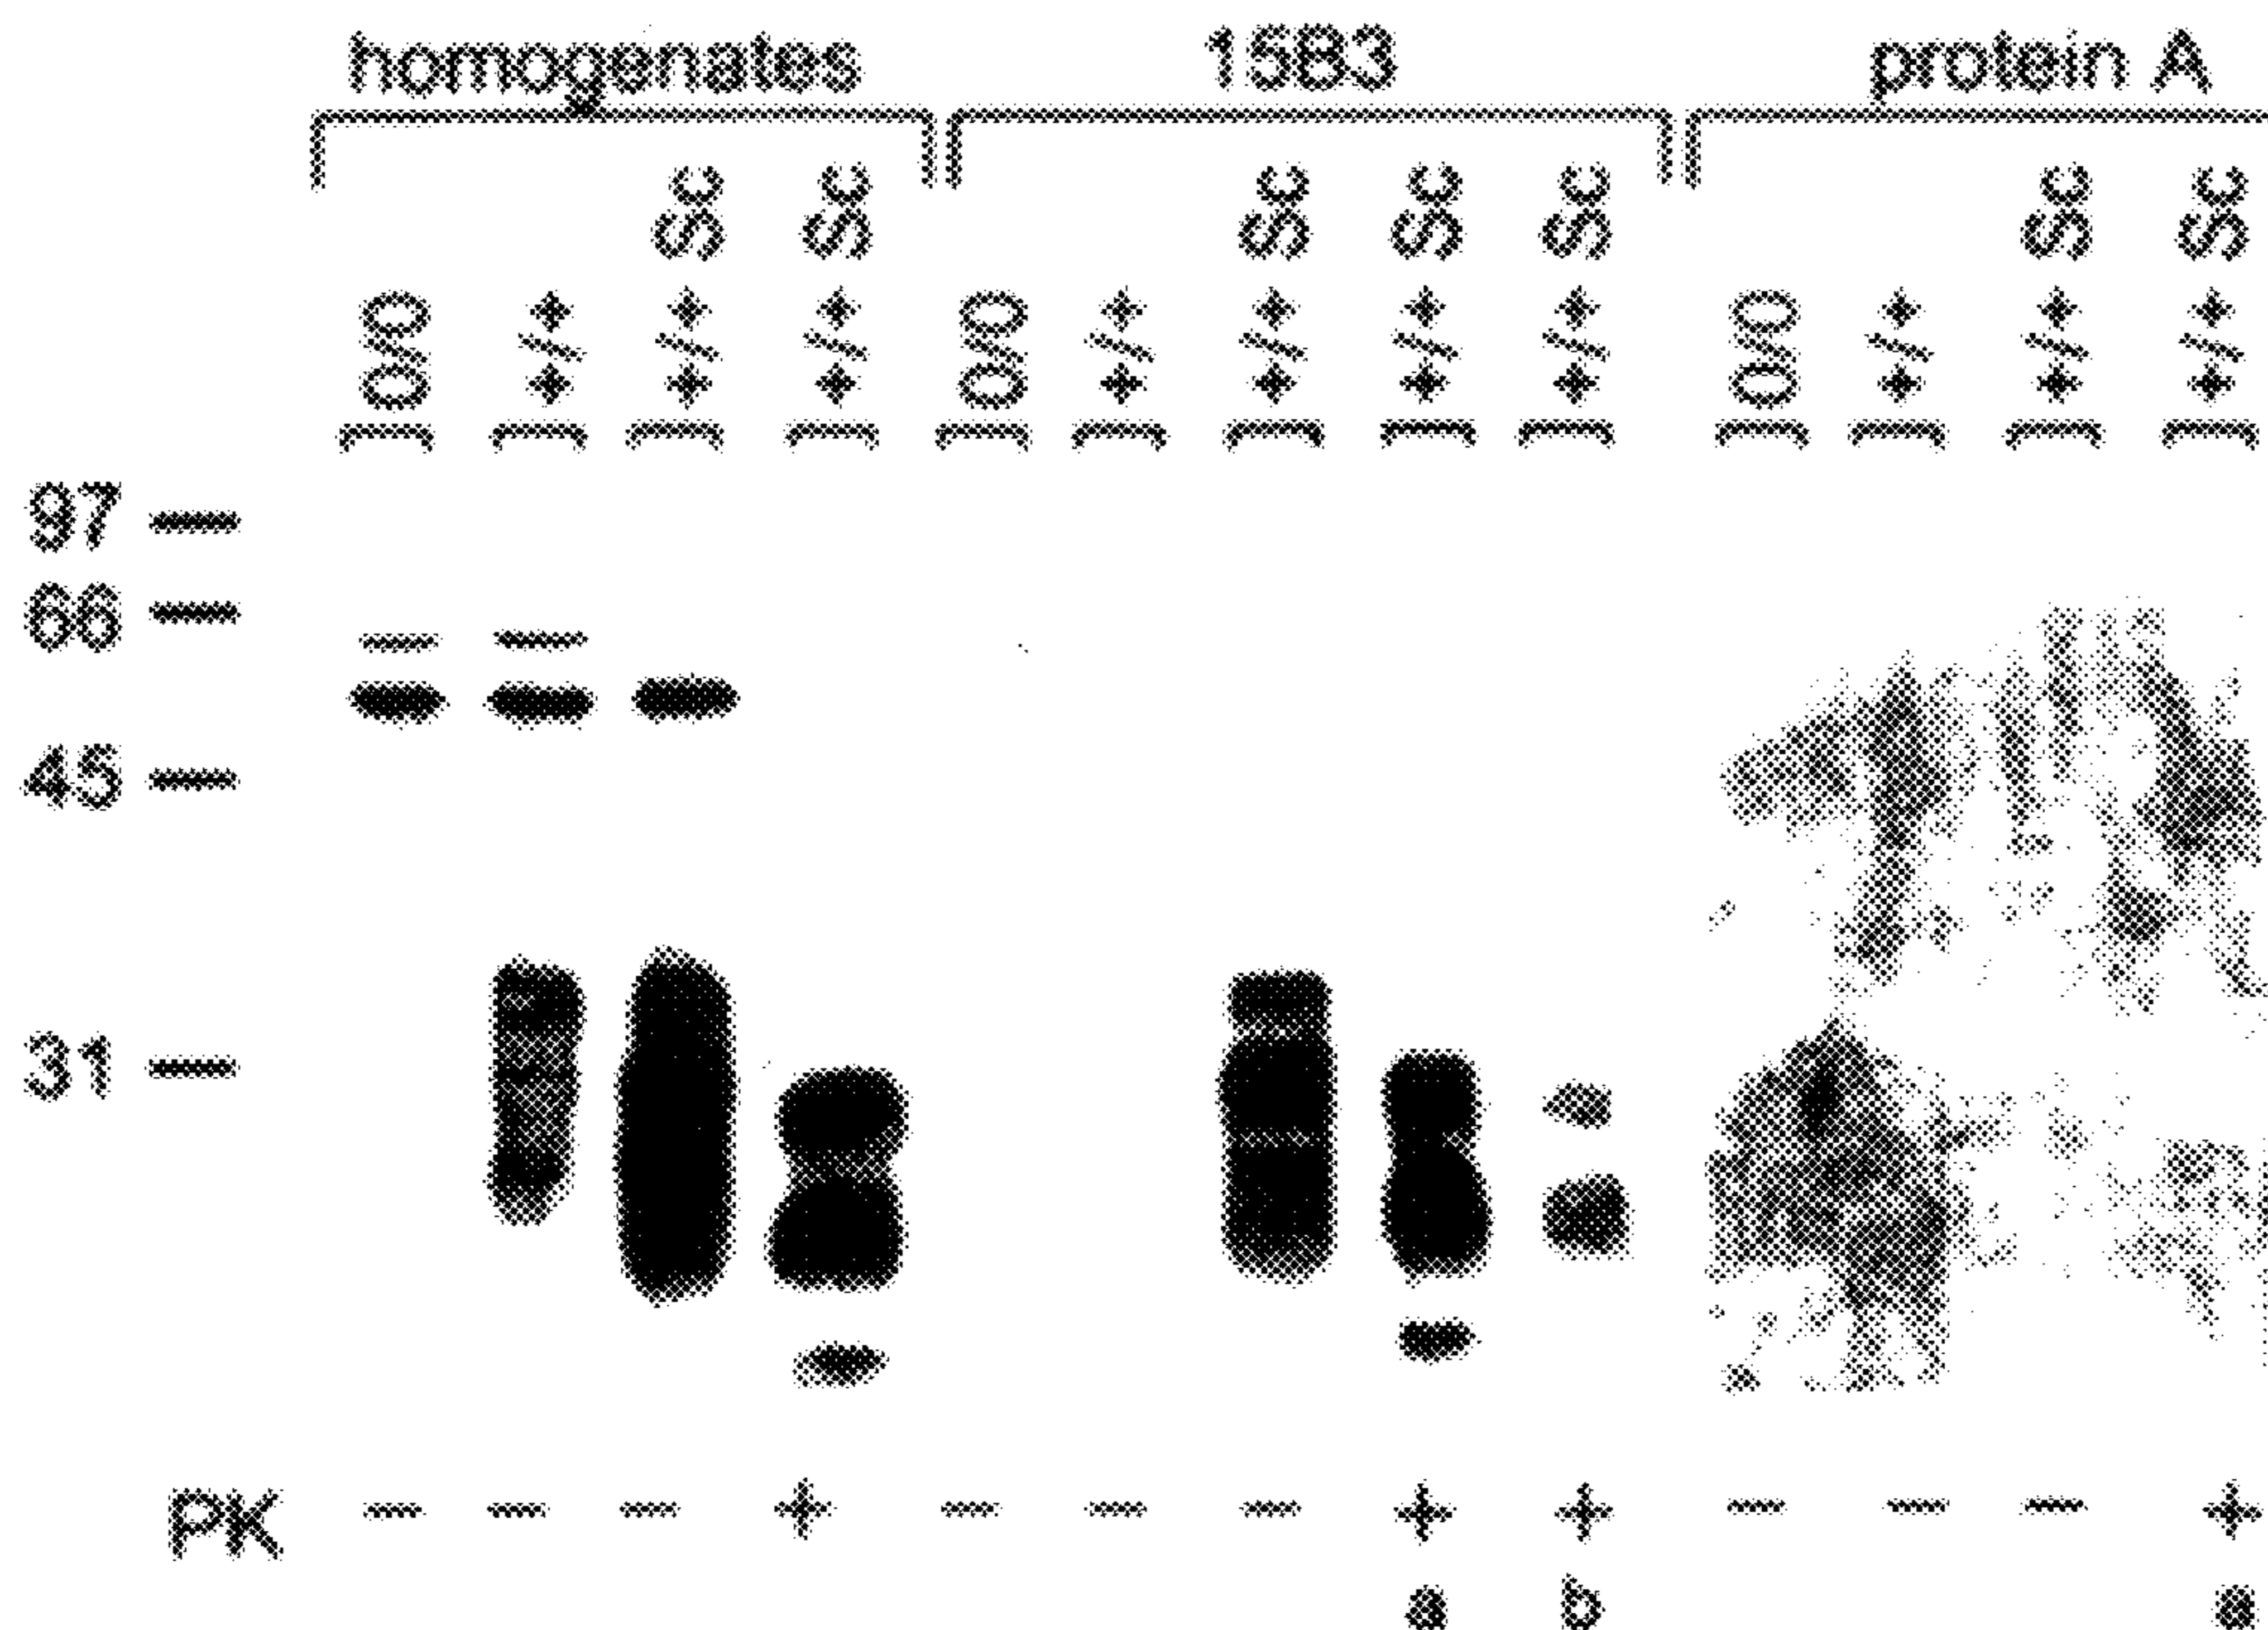 homogenates 15B3 protein A
Sc Sc Sc Sc Sc Sc Sc
0/0 +/+ +/+ +/+ 0/0 +/+ +/+ +/+ +/+ 0/0 +/+ +/+ +/+
97
66
45
31
PK − − − + − − − + + − − − +
a b a